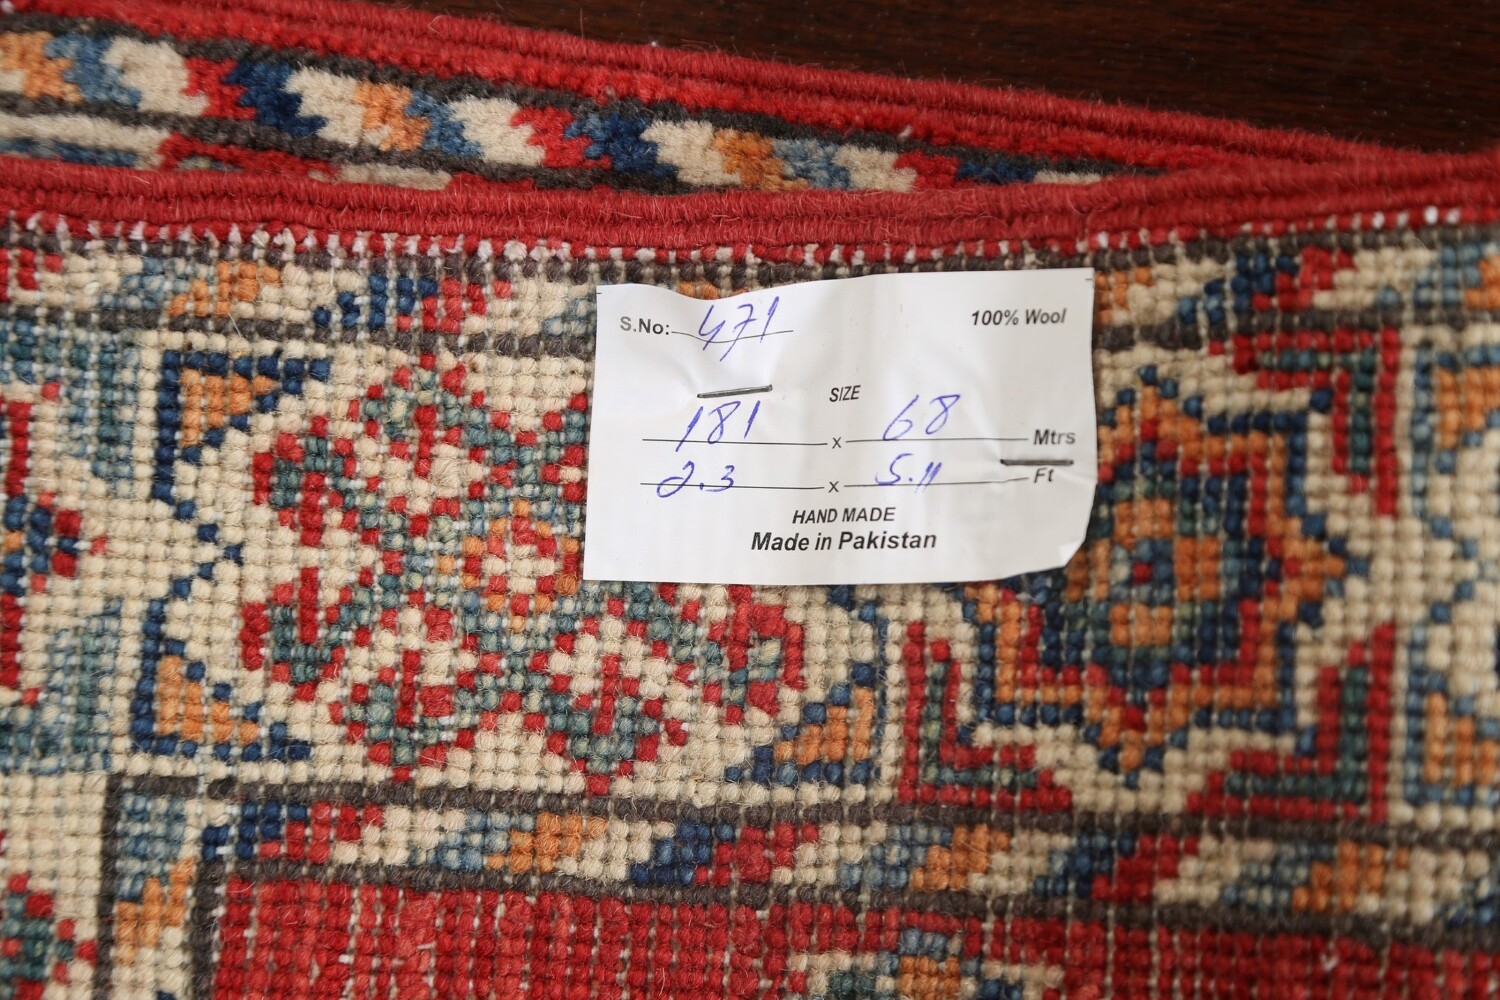 S.No: 471 100% Wool
SIZE
181 x 68 Mtrs
2.3 x 5.11 Ft
HAND MADE
Made in Pakistan